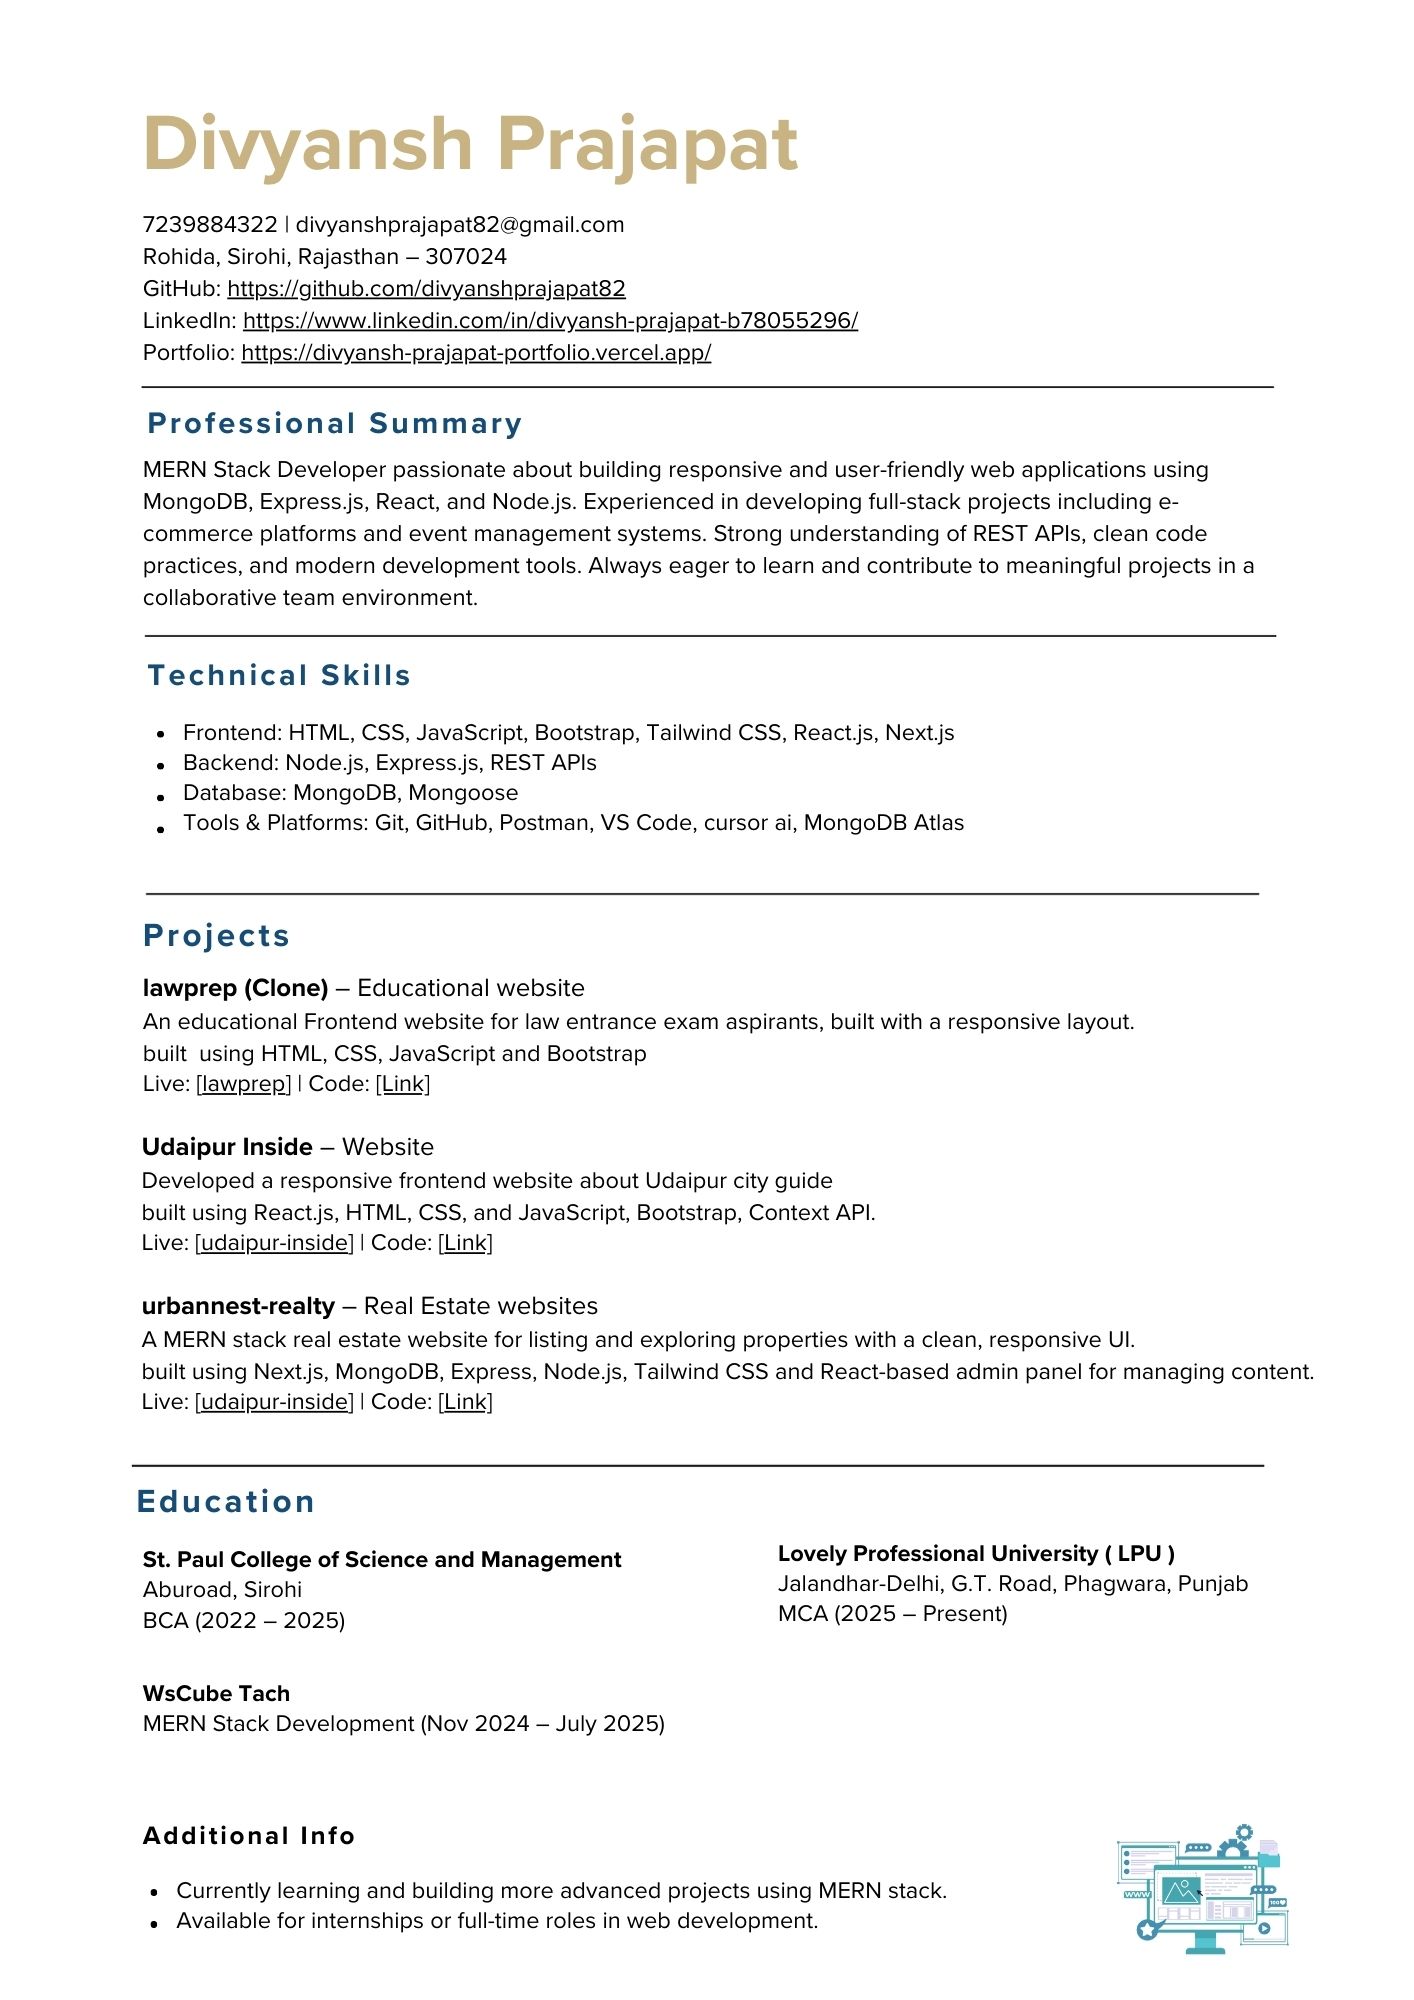 Divyansh Prajapat
7239884322 | divyanshprajapat82@gmail.com
Rohida, Sirohi, Rajasthan – 307024
GitHub: https://github.com/divyanshprajapat82
LinkedIn: https://www.linkedin.com/in/divyansh-prajapat-b78055296/
Portfolio: https://divyansh-prajapat-portfolio.vercel.app/
Professional Summary
MERN Stack Developer passionate about building responsive and user-friendly web applications using
MongoDB, Express.js, React, and Node.js. Experienced in developing full-stack projects including e-
commerce platforms and event management systems. Strong understanding of REST APIs, clean code
practices, and modern development tools. Always eager to learn and contribute to meaningful projects in a
collaborative team environment.
Technical Skills
• Frontend: HTML, CSS, JavaScript, Bootstrap, Tailwind CSS, React.js, Next.js
• Backend: Node.js, Express.js, REST APIs
• Database: MongoDB, Mongoose
• Tools & Platforms: Git, GitHub, Postman, VS Code, cursor ai, MongoDB Atlas
Projects
lawprep (Clone) – Educational website
An educational Frontend website for law entrance exam aspirants, built with a responsive layout.
built  using HTML, CSS, JavaScript and Bootstrap
Live: [lawprep] | Code: [Link]
Udaipur Inside – Website
Developed a responsive frontend website about Udaipur city guide
built using React.js, HTML, CSS, and JavaScript, Bootstrap, Context API.
Live: [udaipur-inside] | Code: [Link]
urbannest-realty – Real Estate websites
A MERN stack real estate website for listing and exploring properties with a clean, responsive UI.
built using Next.js, MongoDB, Express, Node.js, Tailwind CSS and React-based admin panel for managing content.
Live: [udaipur-inside] | Code: [Link]
Education
St. Paul College of Science and Management
Aburoad, Sirohi
BCA (2022 – 2025)
Lovely Professional University ( LPU )
Jalandhar-Delhi, G.T. Road, Phagwara, Punjab
MCA (2025 – Present)
WsCube Tach
MERN Stack Development (Nov 2024 – July 2025)
Additional Info
• Currently learning and building more advanced projects using MERN stack.
• Available for internships or full-time roles in web development.
WWW